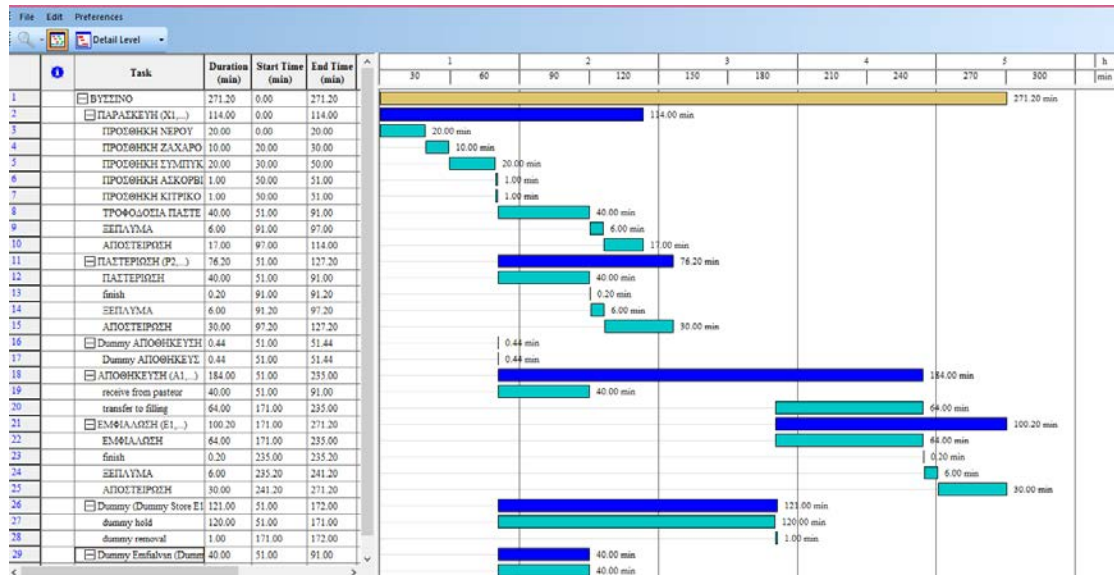 File Edit Preferences
Detail Level
Task Duration (min) Start Time (min) End Time (min) 1 2 3 4 5 h
30 60 90 120 150 180 210 240 270 300 min
1 ΒΥΣΣΙΝΟ 271.20 0.00 271.20 271.20 min
2 ΠΑΡΑΣΚΕΥΗ (X1,...) 114.00 0.00 114.00 114.00 min
3 ΠΡΟΣΘΗΚΗ ΝΕΡΟΥ 20.00 0.00 20.00 20.00 min
4 ΠΡΟΣΘΗΚΗ ΖΑΧΑΡΟ 10.00 20.00 30.00 10.00 min
5 ΠΡΟΣΘΗΚΗ ΣΥΜΠΥΚ 20.00 30.00 50.00 20.00 min
6 ΠΡΟΣΘΗΚΗ ΑΣΚΟΡΒΙ 1.00 50.00 51.00 1.00 min
7 ΠΡΟΣΘΗΚΗ ΚΙΤΡΙΚΟ 1.00 50.00 51.00 1.00 min
8 ΤΡΟΦΟΔΟΣΙΑ ΠΑΣΤΕ 40.00 51.00 91.00 40.00 min
9 ΞΕΠΛΥΜΑ 6.00 91.00 97.00 6.00 min
10 ΑΠΟΣΤΕΙΡΩΣΗ 17.00 97.00 114.00 17.00 min
11 ΠΑΣΤΕΡΙΩΣΗ (P2,...) 76.20 51.00 127.20 76.20 min
12 ΠΑΣΤΕΡΙΩΣΗ 40.00 51.00 91.00 40.00 min
13 finish 0.20 91.00 91.20 0.20 min
14 ΞΕΠΛΥΜΑ 6.00 91.20 97.20 6.00 min
15 ΑΠΟΣΤΕΙΡΩΣΗ 30.00 97.20 127.20 30.00 min
16 Dummy ΑΠΟΘΗΚΕΥΣΗ 0.44 51.00 51.44 0.44 min
17 Dummy ΑΠΟΘΗΚΕΥΣ 0.44 51.00 51.44 0.44 min
18 ΑΠΟΘΗΚΕΥΣΗ (A1,...) 184.00 51.00 235.00 184.00 min
19 receive from pasteur 40.00 51.00 91.00 40.00 min
20 transfer to filling 64.00 171.00 235.00 64.00 min
21 ΕΜΦΙΑΛΩΣΗ (E1,...) 100.20 171.00 271.20 100.20 min
22 ΕΜΦΙΑΛΩΣΗ 64.00 171.00 235.00 64.00 min
23 finish 0.20 235.00 235.20 0.20 min
24 ΞΕΠΛΥΜΑ 6.00 235.20 241.20 6.00 min
25 ΑΠΟΣΤΕΙΡΩΣΗ 30.00 241.20 271.20 30.00 min
26 Dummy (Dummy Store E1 121.00 51.00 172.00 121.00 min
27 dummy hold 120.00 51.00 171.00 120.00 min
28 dummy removal 1.00 171.00 172.00 1.00 min
29 Dummy Emfialvsn (Dumm 40.00 51.00 91.00 40.00 min
40.00 min